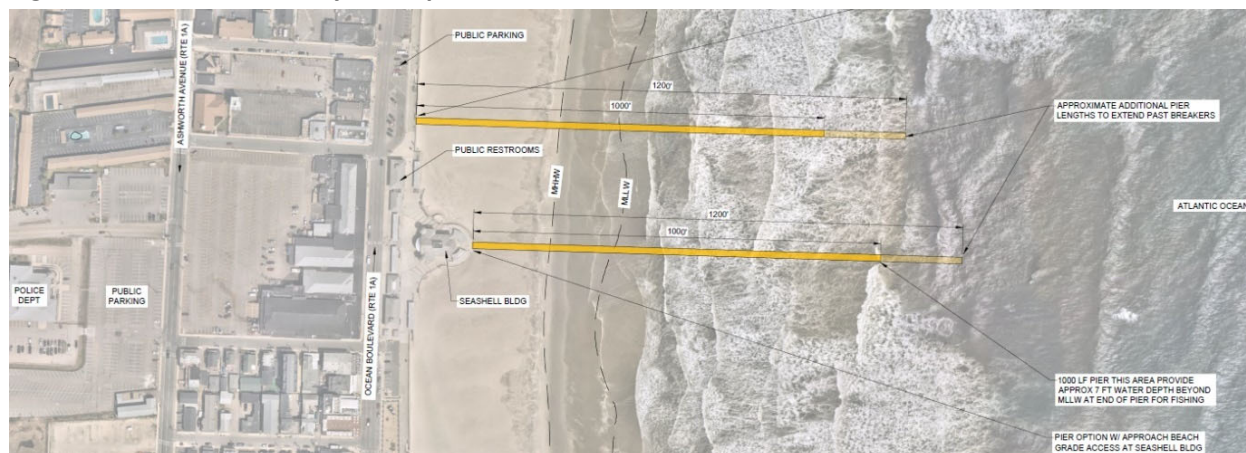 PUBLIC PARKING
ASHWORTH AVENUE (RTE 1A)
1200'
1000'
APPROXIMATE ADDITIONAL PIER
LENGTHS TO EXTEND PAST BREAKERS
PUBLIC RESTROOMS
MHHW
MLLW
1200'
1000'
ATLANTIC OCEAN
POLICE
DEPT
PUBLIC
PARKING
SEASHELL BLDG
OCEAN BOULEVARD (RTE 1A)
1000 LF PIER THIS AREA PROVIDE
APPROX 7 FT WATER DEPTH BEYOND
MLLW AT END OF PIER FOR FISHING
PIER OPTION W/ APPROACH BEACH
GRADE ACCESS AT SEASHELL BLDG